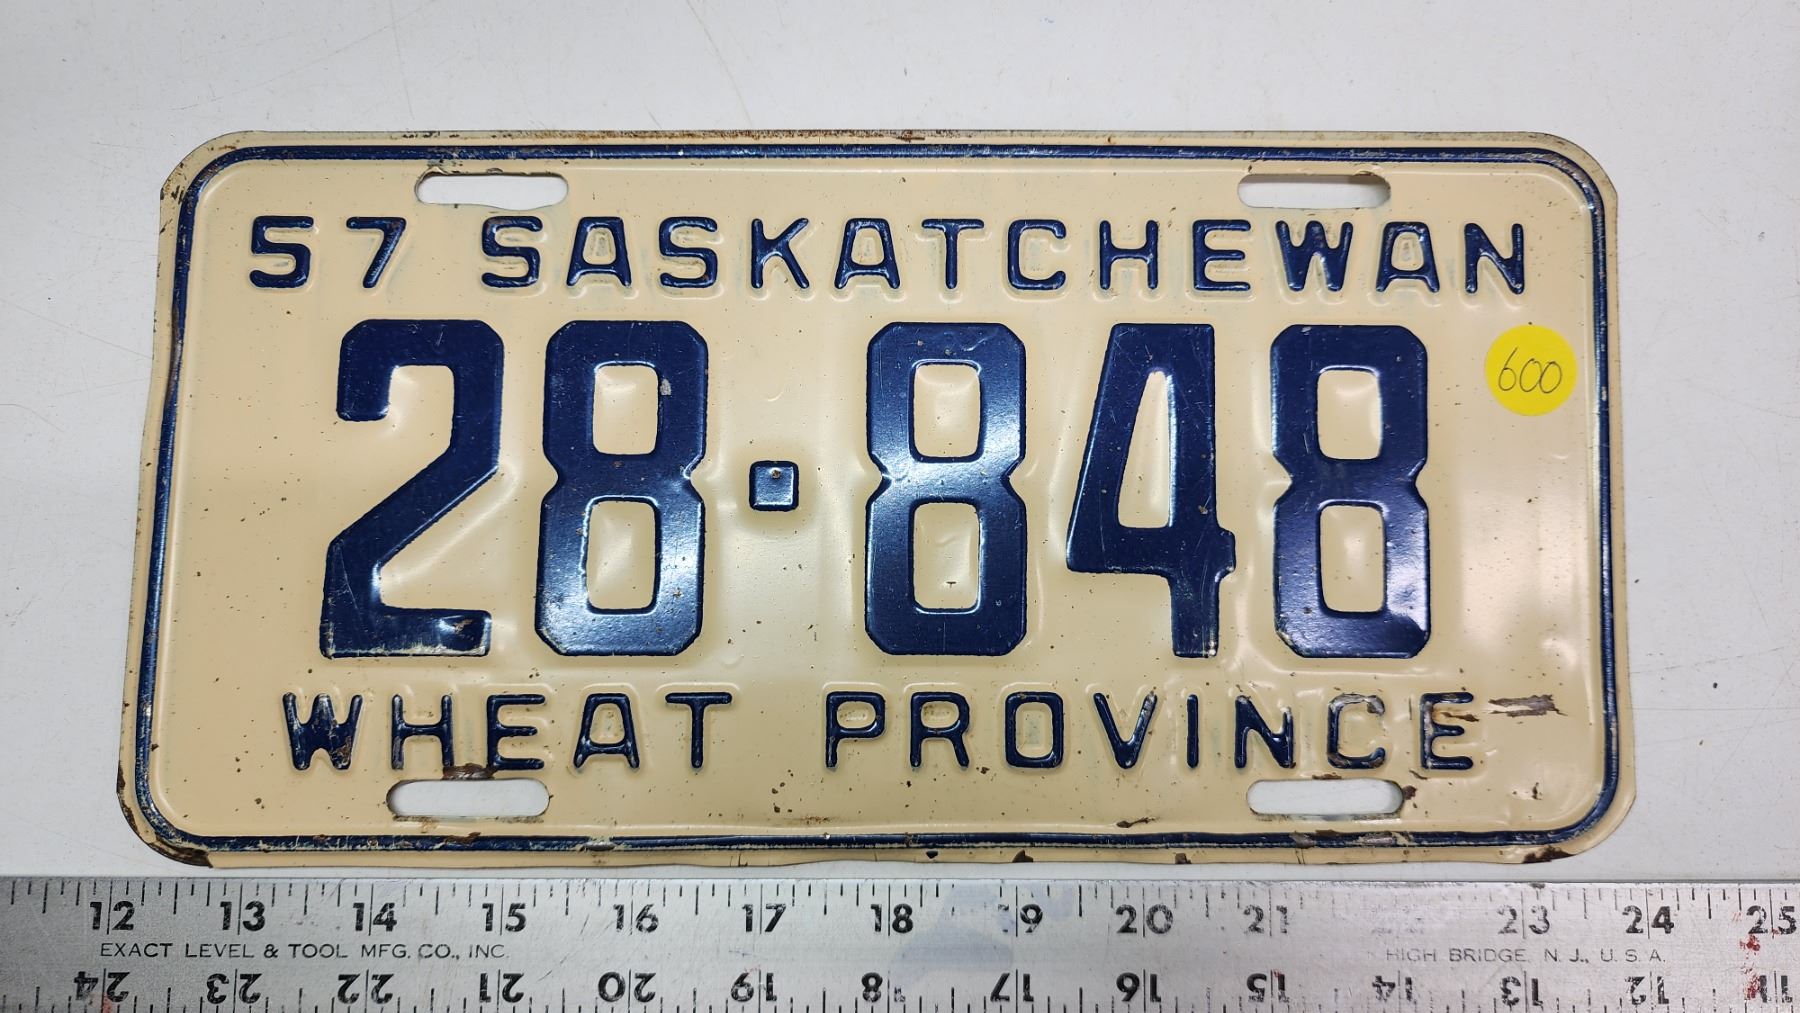 57 SASKATCHEWAN
28·848
600
WHEAT PROVINCE
12 13 14 15 16 17 18 19 20 21 23 24 25
EXACT LEVEL & TOOL MFG. CO., INC. HIGH BRIDGE, N.J., U.S.A.
24 23 22 21 20 19 18 17 16 15 14 13 12 11